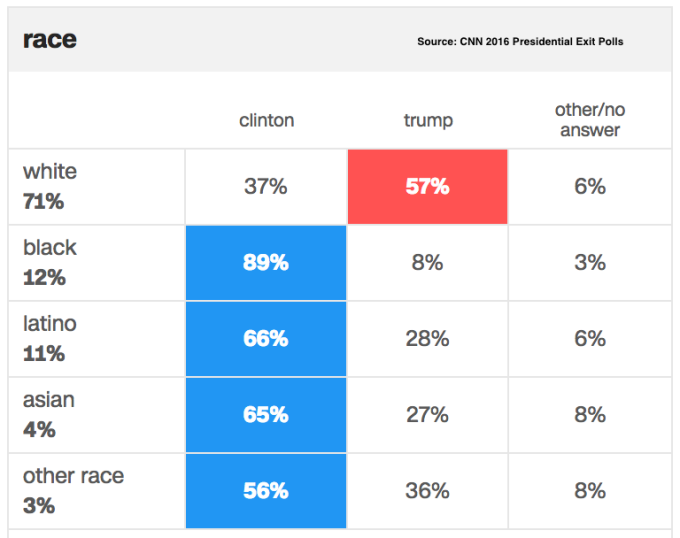 race Source: CNN 2016 Presidential Exit Polls
clinton trump other/no
answer
white
71% 37% 57% 6%
black
12% 89% 8% 3%
latino
11% 66% 28% 6%
asian
4% 65% 27% 8%
other race
3% 56% 36% 8%